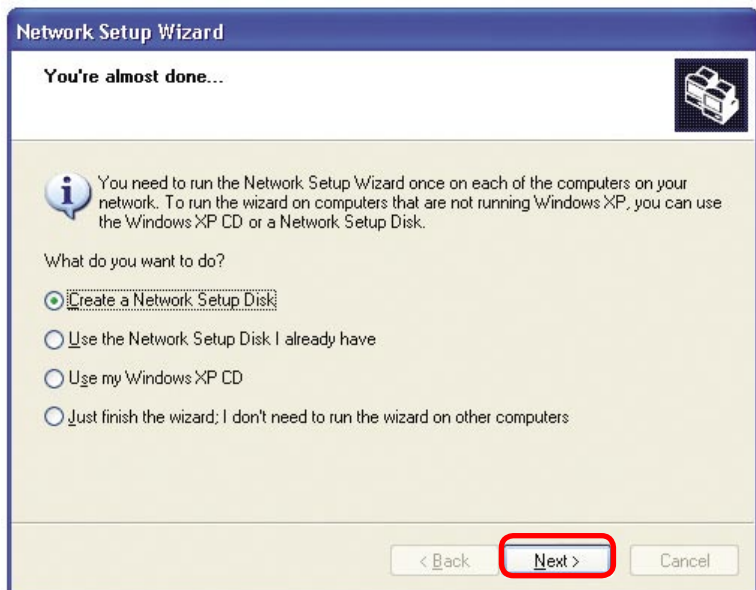 Network Setup Wizard
You're almost done...
You need to run the Network Setup Wizard once on each of the computers on your
network. To run the wizard on computers that are not running Windows XP, you can use
the Windows XP CD or a Network Setup Disk.
What do you want to do?
Create a Network Setup Disk
Use the Network Setup Disk I already have
Use my Windows XP CD
Just finish the wizard; I don't need to run the wizard on other computers
< Back
Next >
Cancel